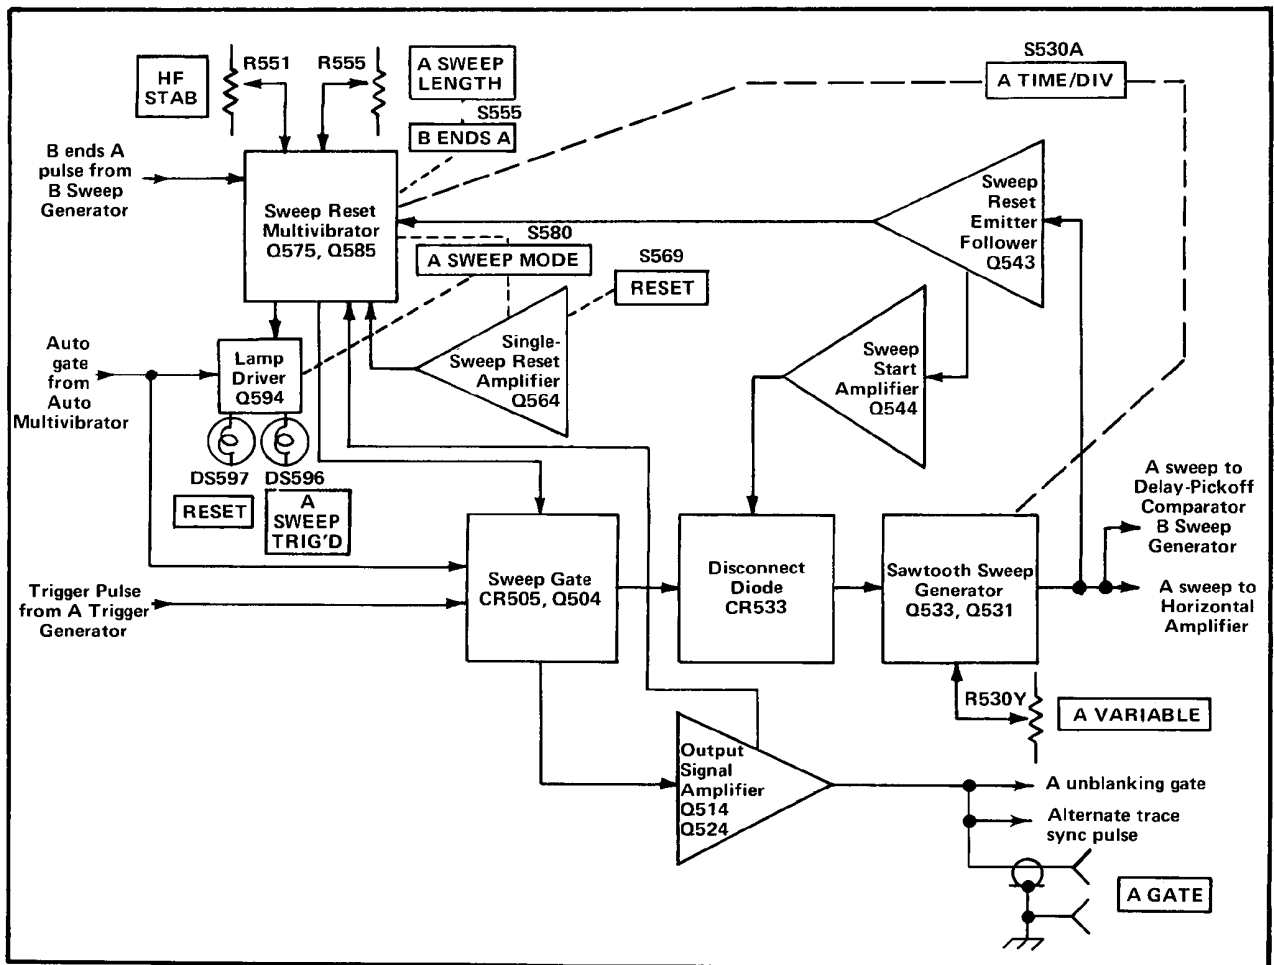 S530A
A TIME/DIV
HF
STAB
R551
R555
A SWEEP
LENGTH
S555
B ENDS A
B ends A
pulse from
B Sweep
Generator
Sweep Reset
Multivibrator
Q575, Q585
Sweep
Reset
Emitter
Follower
Q543
S580
A SWEEP MODE
S569
RESET
Auto
gate
from
Auto
Multivibrator
Lamp
Driver
Q594
Single-
Sweep Reset
Amplifier
Q564
Sweep
Start
Amplifier
Q544
DS597
DS596
RESET
A
SWEEP
TRIG'D
A sweep to
Delay-Pickoff
Comparator
B Sweep
Generator
Sweep Gate
CR505, Q504
Disconnect
Diode
CR533
Sawtooth Sweep
Generator
Q533, Q531
Trigger Pulse
from A Trigger
Generator
A sweep to
Horizontal
Amplifier
R530Y
A VARIABLE
Output
Signal
Amplifier
Q514
Q524
A unblanking gate
Alternate trace
sync pulse
A GATE